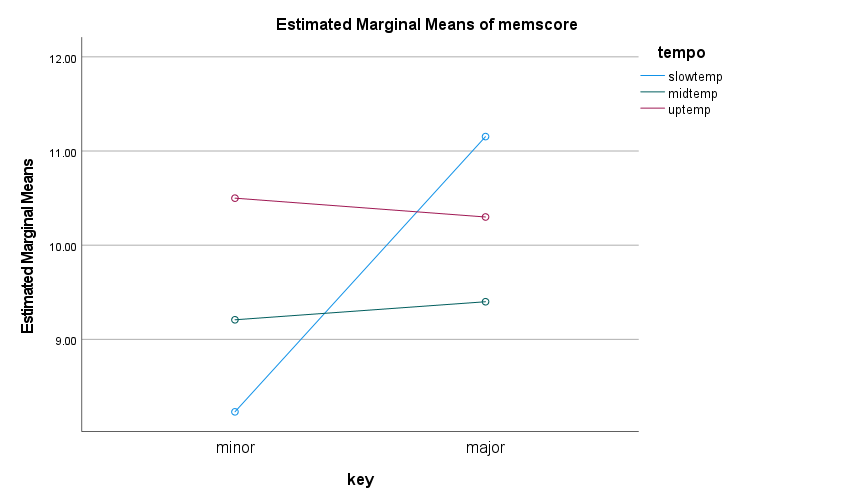 Estimated Marginal Means of memscore
tempo
slowtemp
midtemp
uptemp
Estimated Marginal Means
12.00
11.00
10.00
9.00
minor
major
key